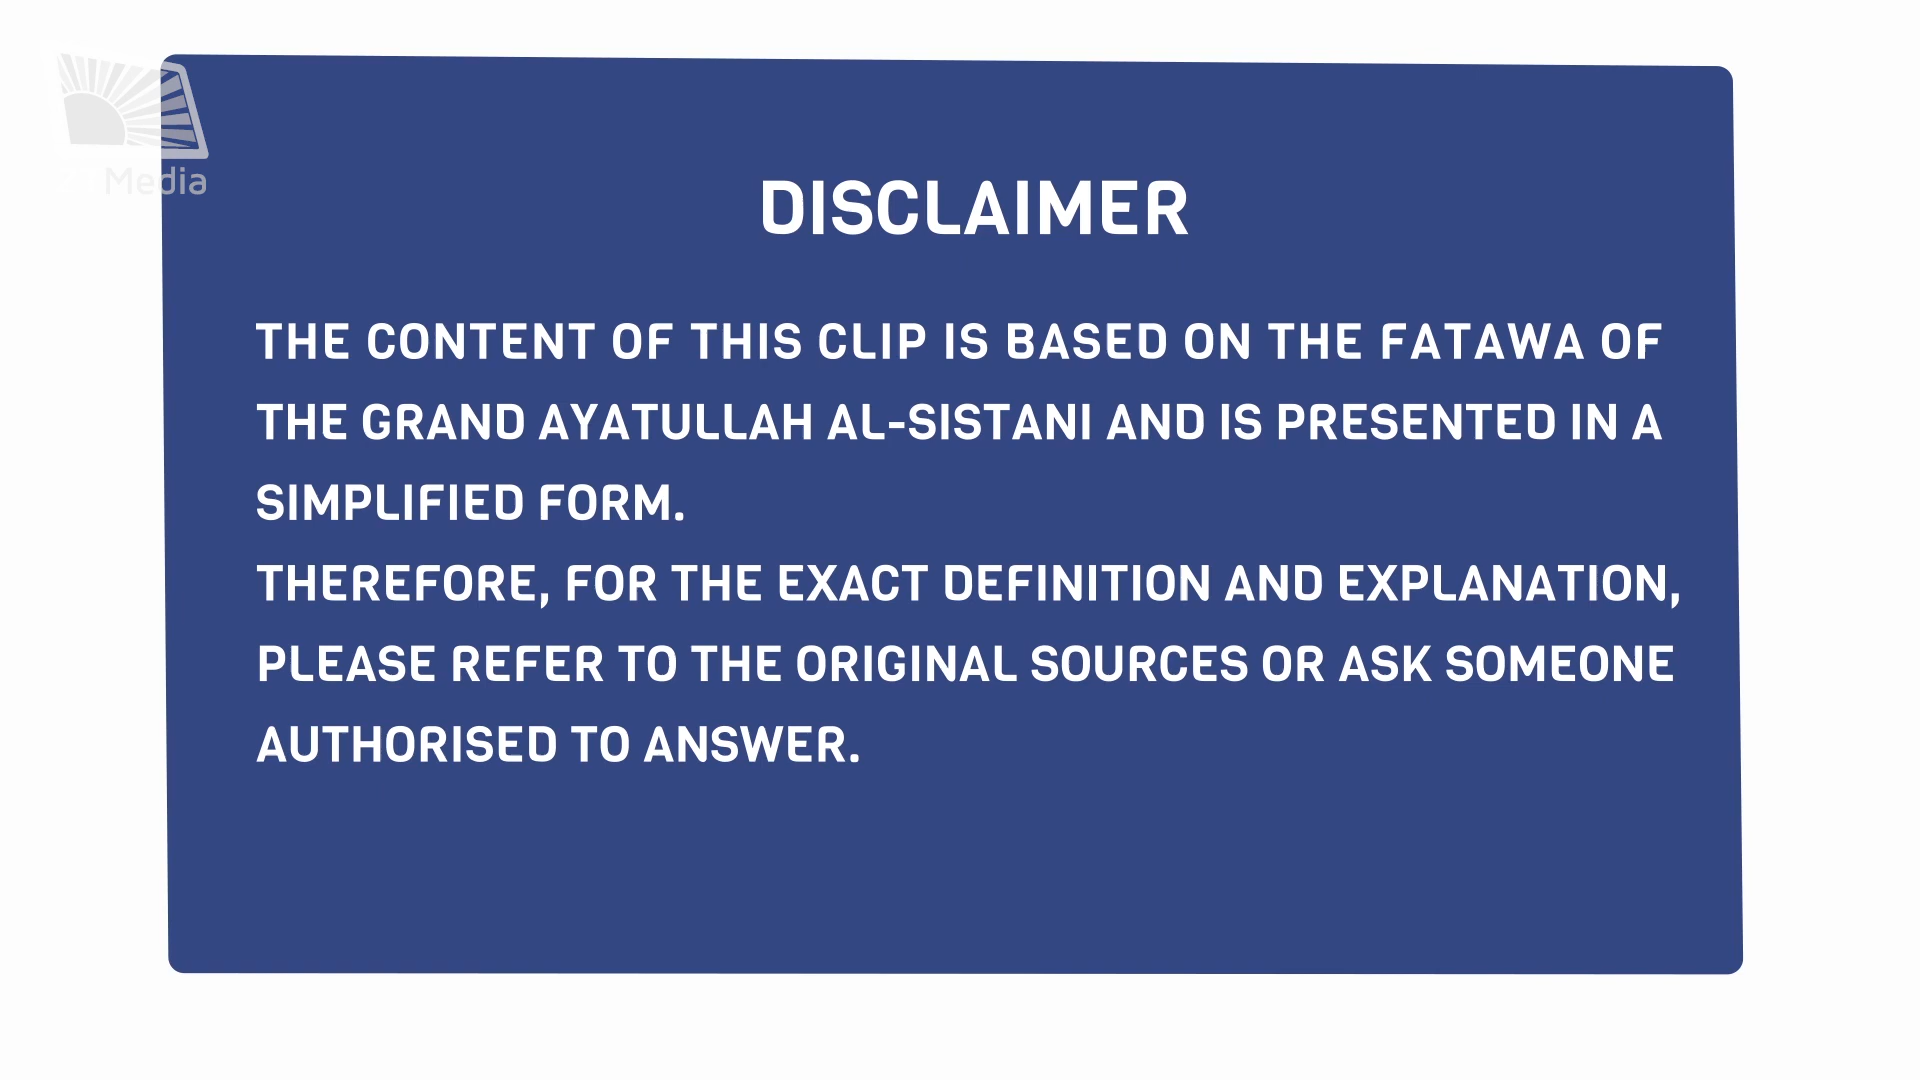 Media
DISCLAIMER
THE CONTENT OF THIS CLIP IS BASED ON THE FATAWA OF
THE GRAND AYATULLAH AL-SISTANI AND IS PRESENTED IN A
SIMPLIFIED FORM.
THEREFORE, FOR THE EXACT DEFINITION AND EXPLANATION,
PLEASE REFER TO THE ORIGINAL SOURCES OR ASK SOMEONE
AUTHORISED TO ANSWER.